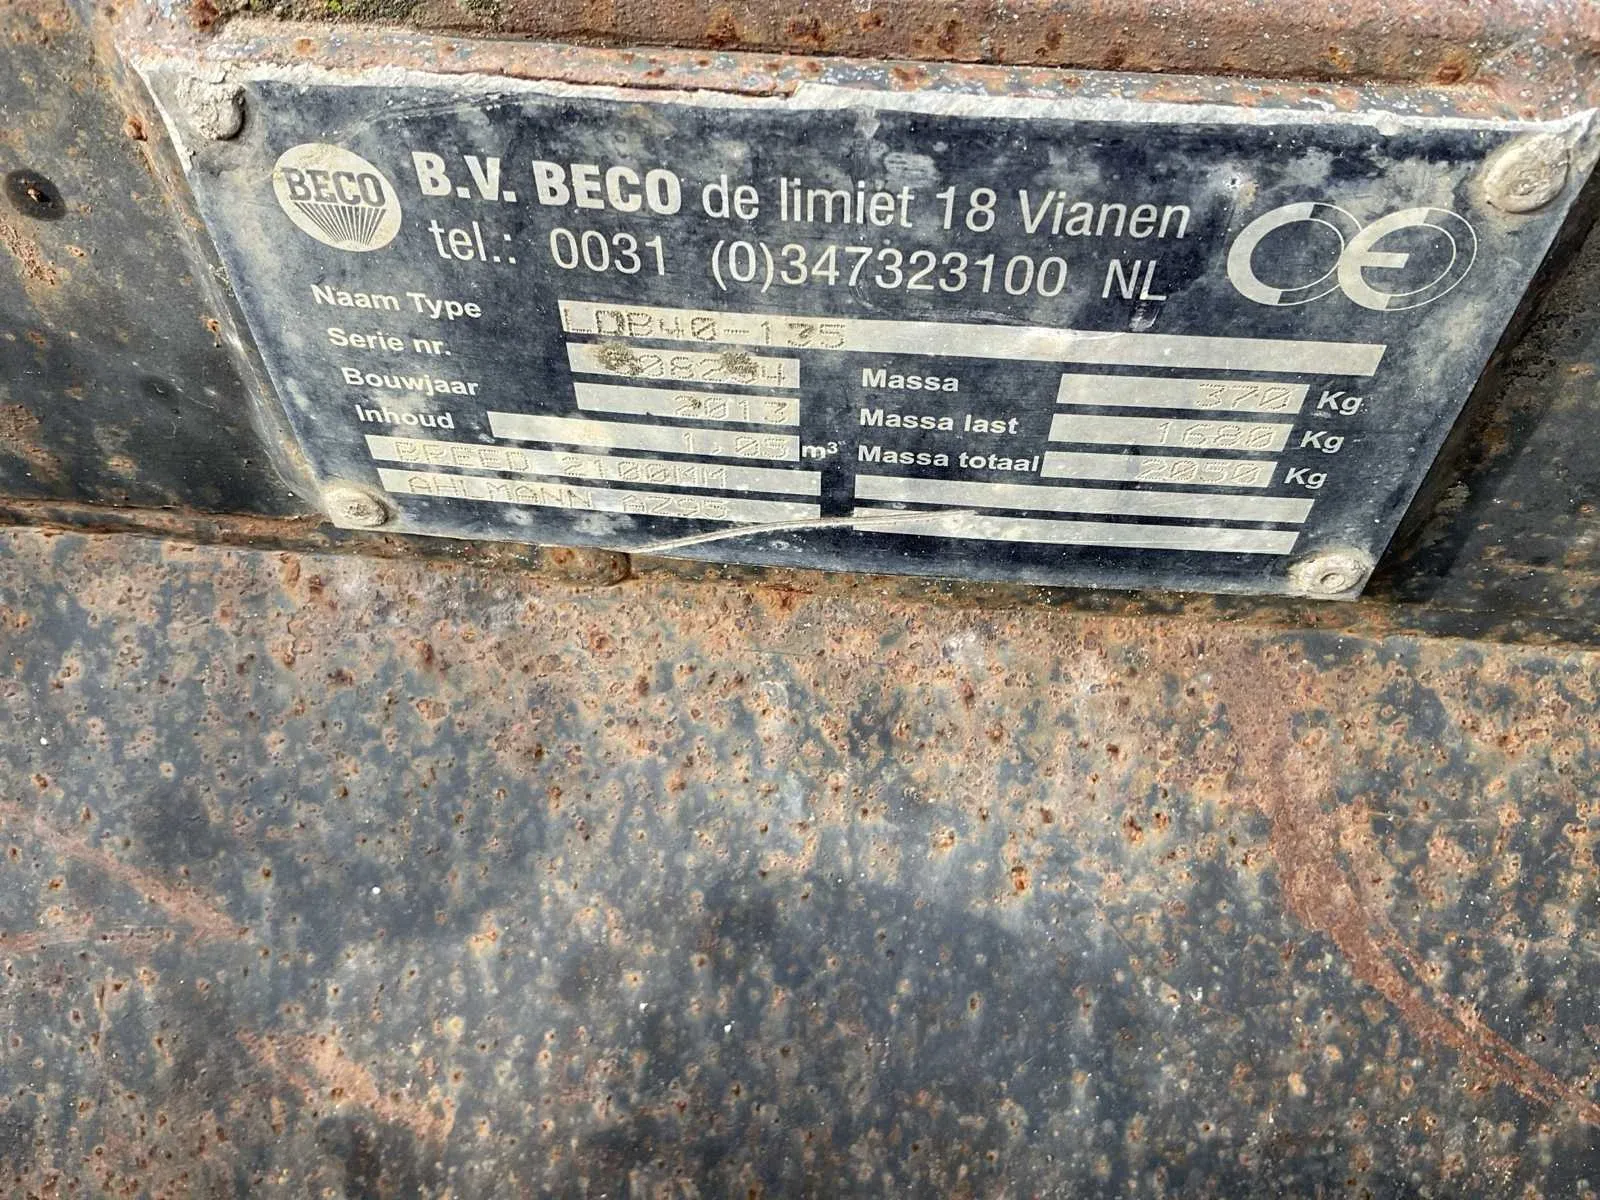 BECO
B.V. BECO de limiet 18 Vianen
tel.: 0031 (0)347323100 NL
CE
Naam Type LDB40-135
Serie nr.
Bouwjaar 2013
Inhoud 1,05 m³
Massa 370 Kg
Massa last 1680 Kg
Massa totaal 2050 Kg
BREED 2100MM
AHLMANN AZ95